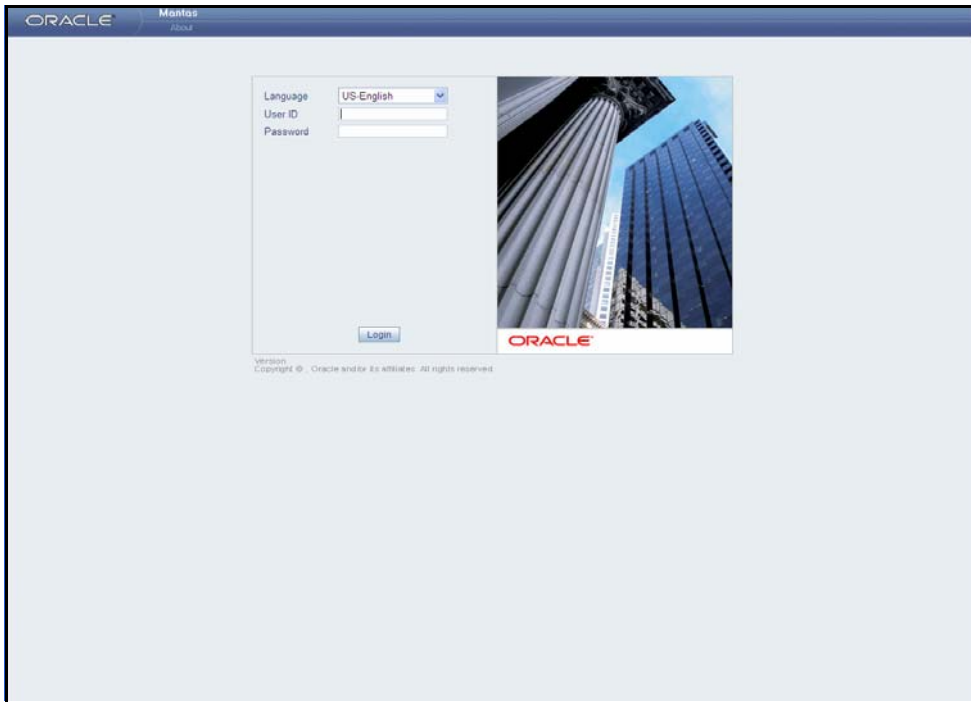 ORACLE
Mantas
About
Language US-English
User ID
Password
Login
ORACLE
Version
Copyright © , Oracle and/or its affiliates. All rights reserved.